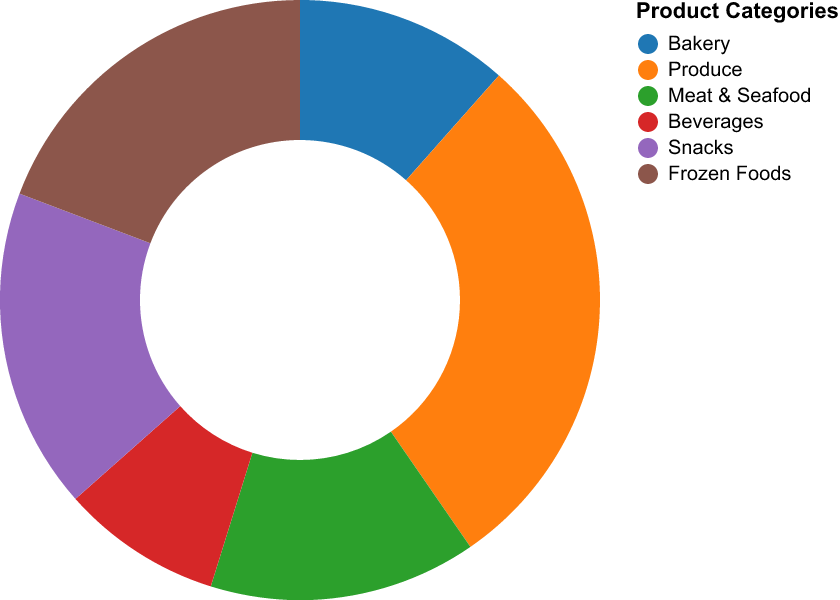 Product Categories
Bakery
Produce
Meat & Seafood
Beverages
Snacks
Frozen Foods